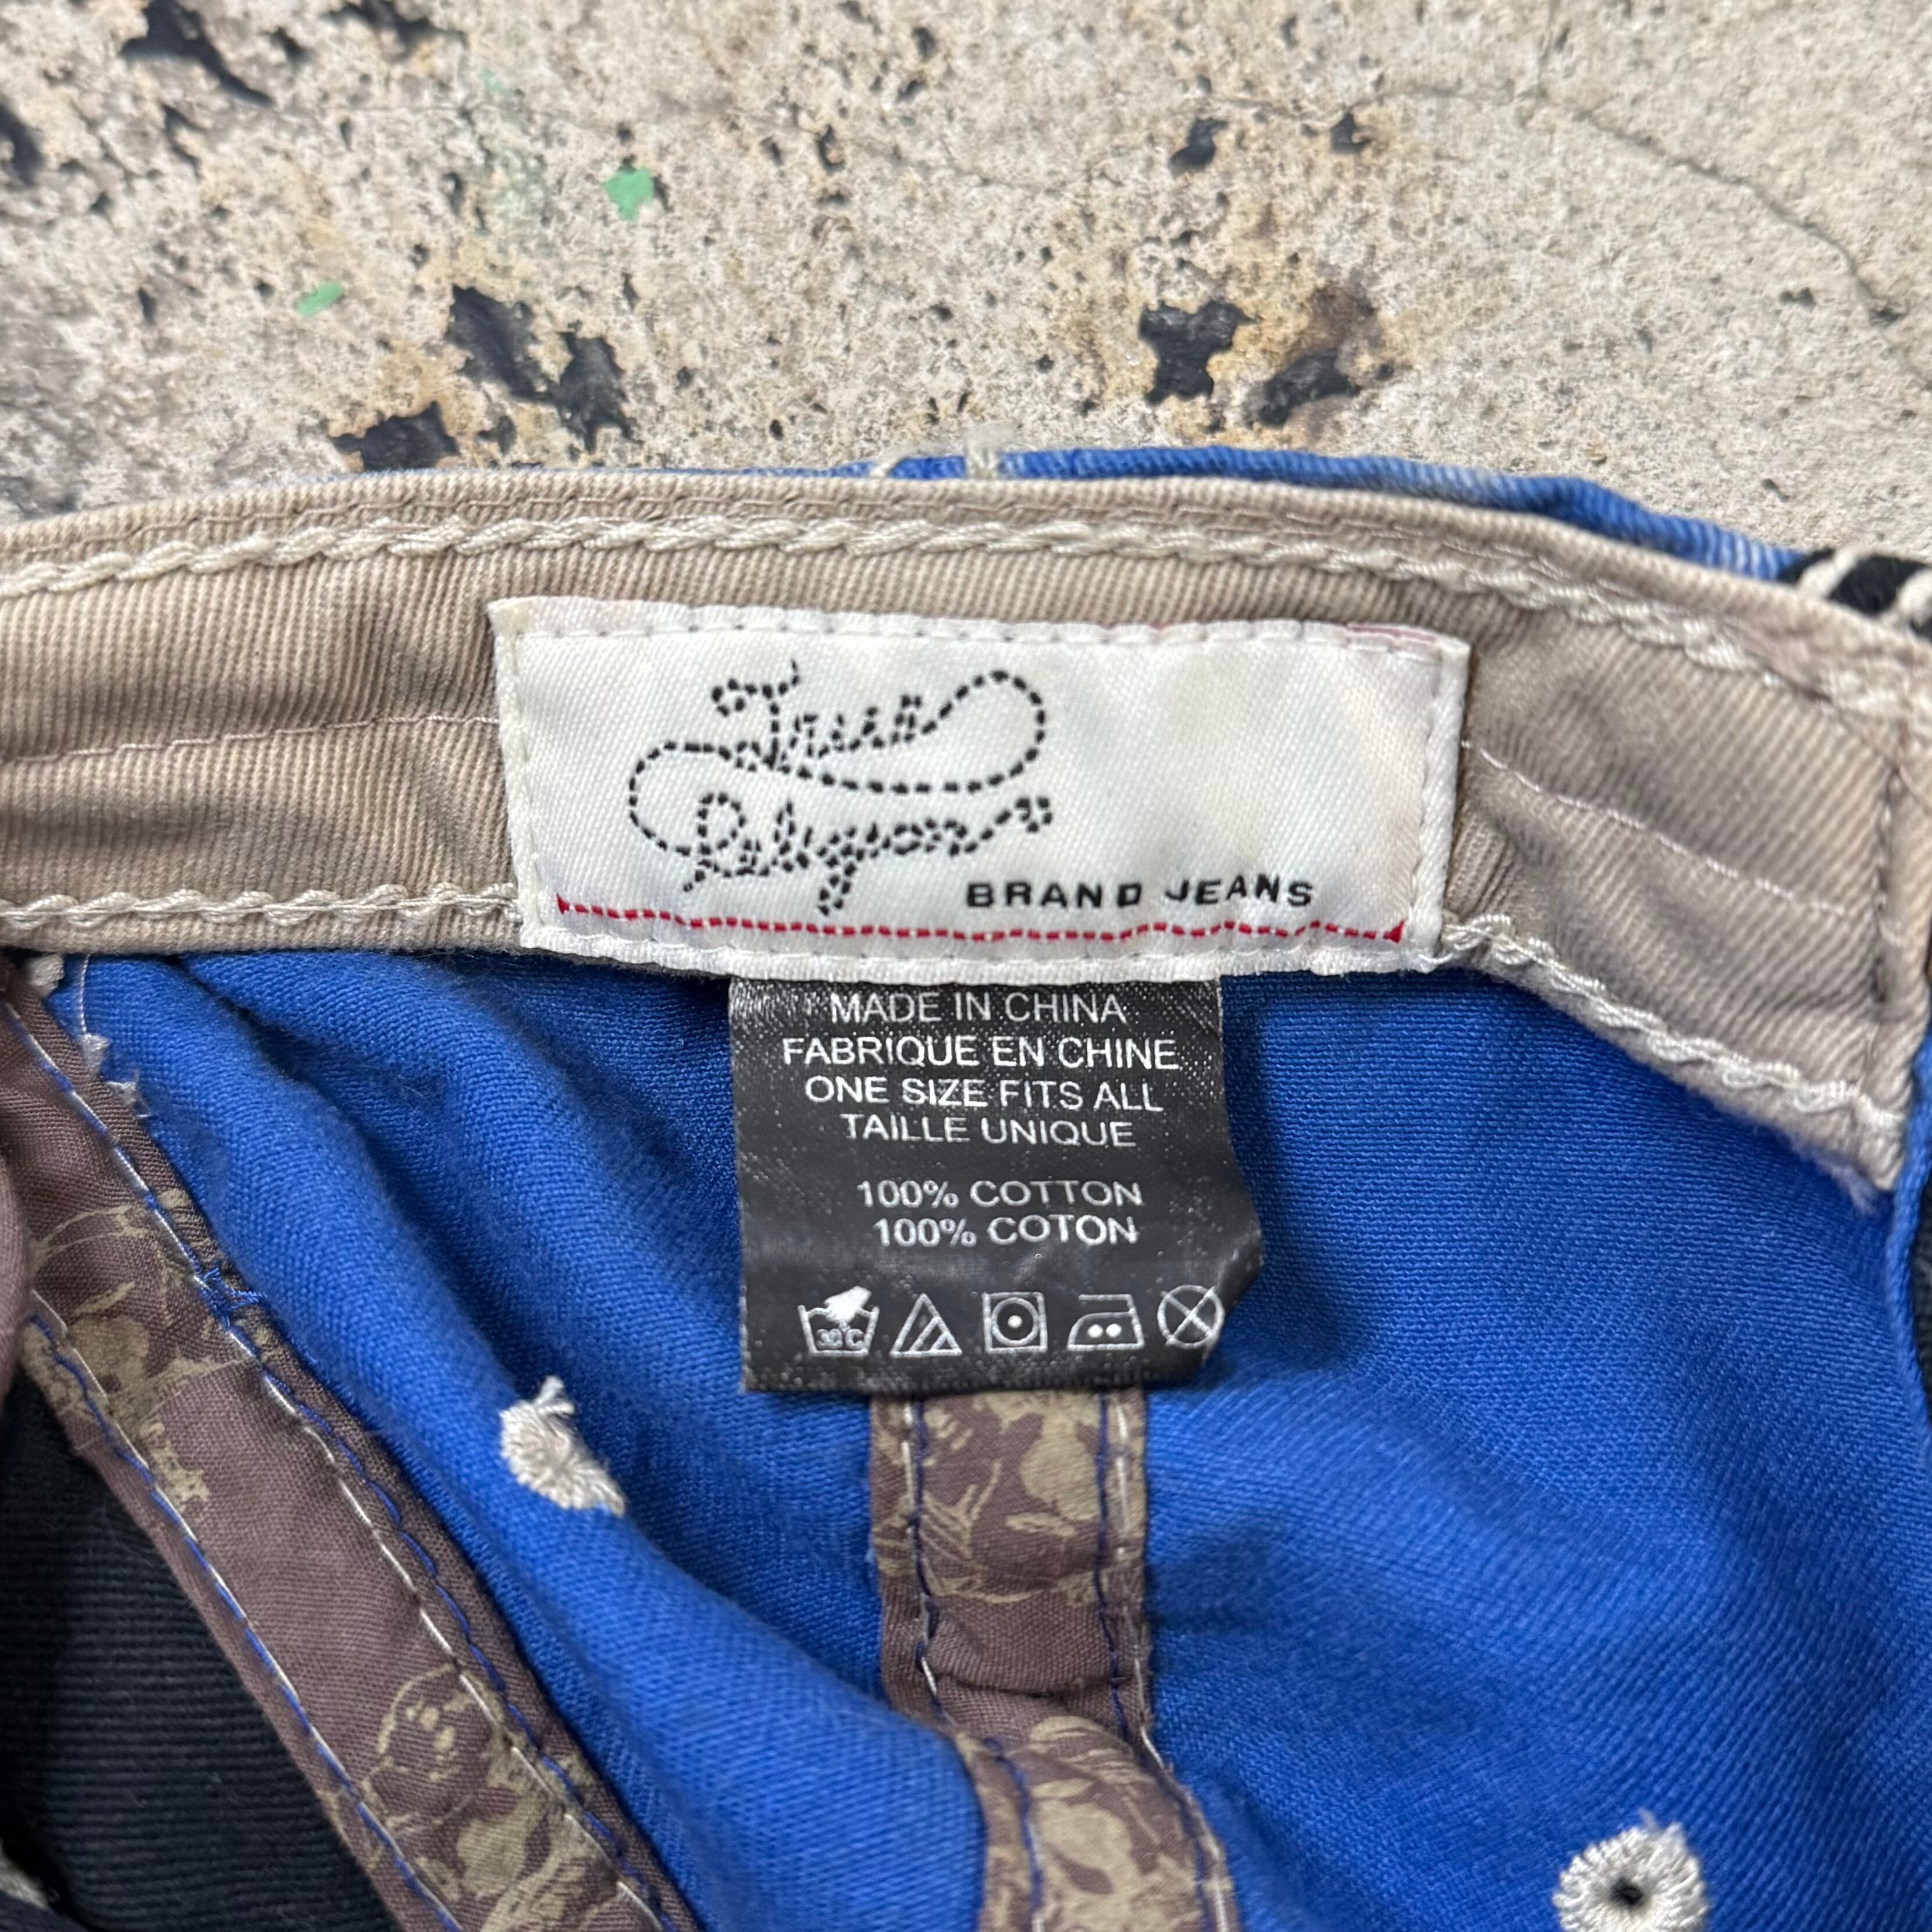 True
Religion
BRAND JEANS
MADE IN CHINA
FABRIQUE EN CHINE
ONE SIZE FITS ALL
TAILLE UNIQUE
100% COTTON
100% COTON
30°C